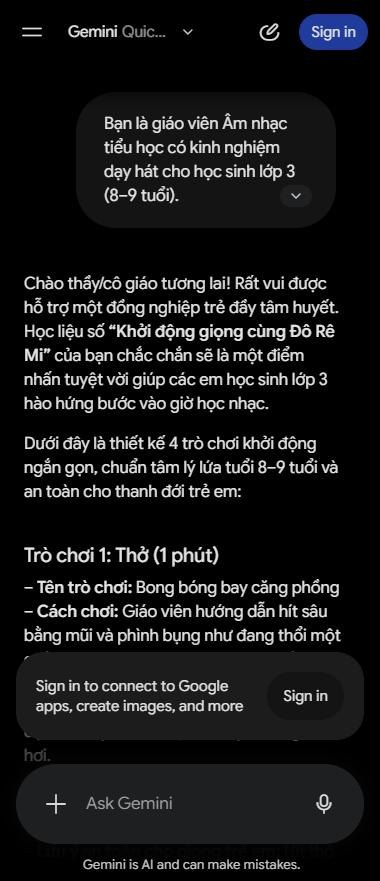 Gemini Quic...
Sign in
Bạn là giáo viên Âm nhạc
tiểu học có kinh nghiệm
dạy hát cho học sinh lớp 3
(8–9 tuổi).
Chào thầy/cô giáo tương lai! Rất vui được
hỗ trợ một đồng nghiệp trẻ đầy tâm huyết.
Học liệu số “Khởi động giọng cùng Đô Rê
Mi” của bạn chắc chắn sẽ là một điểm
nhấn tuyệt vời giúp các em học sinh lớp 3
hào hứng bước vào giờ học nhạc.
Dưới đây là thiết kế 4 trò chơi khởi động
ngắn gọn, chuẩn tâm lý lứa tuổi 8–9 tuổi và
an toàn cho thanh đới trẻ em:
Trò chơi 1: Thở (1 phút)
– Tên trò chơi: Bong bóng bay căng phồng
– Cách chơi: Giáo viên hướng dẫn hít sâu
bằng mũi và phình bụng như đang thổi một
Sign in to connect to Google
apps, create images, and more
Sign in
hơi.
Ask Gemini
Gemini is AI and can make mistakes.